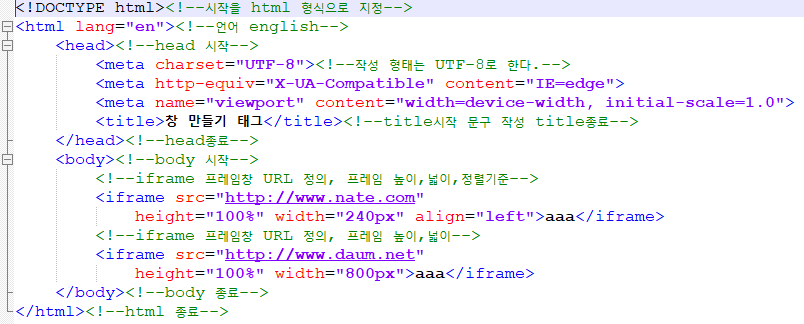 <!DOCTYPE html><!--시작을 html 형식으로 지정-->
<html lang="en"><!--언어 english-->
<head><!--head 시작-->
<meta charset="UTF-8"><!--작성 형태는 UTF-8로 한다.-->
<meta http-equiv="X-UA-Compatible" content="IE=edge">
<meta name="viewport" content="width=device-width, initial-scale=1.0">
<title>창 만들기 태그</title><!--title시작 문구 작성 title종료-->
</head><!--head종료-->
<body><!--body 시작-->
<!--iframe 프레임창 URL 정의, 프레임 높이,넓이,정렬기준-->
<iframe src="http://www.nate.com"
height="100%" width="240px" align="left">aaa</iframe>
<!--iframe 프레임창 URL 정의, 프레임 높이,넓이-->
<iframe src="http://www.daum.net"
height="100%" width="800px">aaa</iframe>
</body><!--body 종료-->
</html><!--html 종료-->